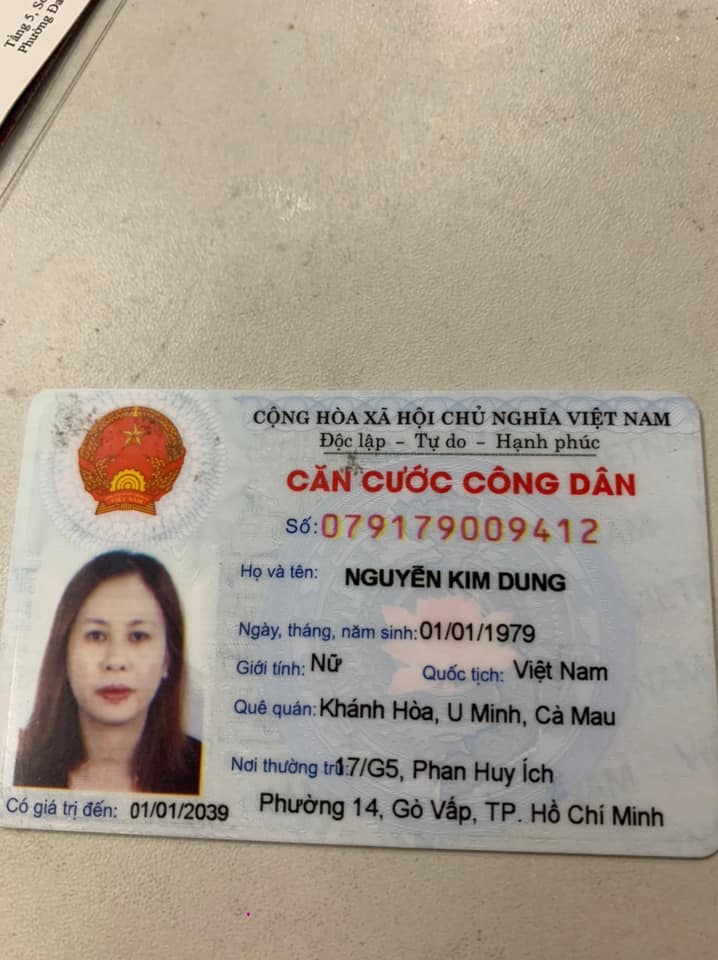 Tầng 5, Số
Phường Đa
CỘNG HÒA XÃ HỘI CHỦ NGHĨA VIỆT NAM
Độc lập - Tự do - Hạnh phúc
CĂN CƯỚC CÔNG DÂN
Số: 079179009412
Họ và tên: NGUYỄN KIM DUNG
Ngày, tháng, năm sinh: 01/01/1979
Giới tính: Nữ Quốc tịch: Việt Nam
Quê quán: Khánh Hòa, U Minh, Cà Mau
Nơi thường trú: 17/G5, Phan Huy Ích
Phường 14, Gò Vấp, TP. Hồ Chí Minh
Có giá trị đến: 01/01/2039